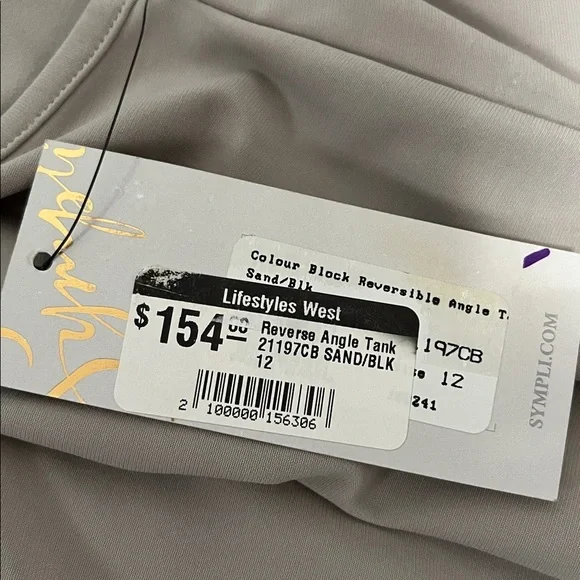 Colour Block Reversible Angle T.
Sand/Blk
Lifestyles West
$154.00 Reverse Angle Tank
21197CB SAND/BLK
12
2 100000 156306
197CB
12
241
SYMPLI.COM